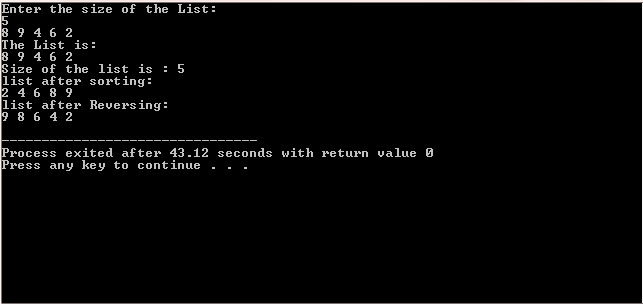 Enter the size of the List:
5
8 9 4 6 2
The List is:
8 9 4 6 2
Size of the list is : 5
list after sorting:
2 4 6 8 9
list after Reversing:
9 8 6 4 2
--------------------------------
Process exited after 43.12 seconds with return value 0
Press any key to continue . . .